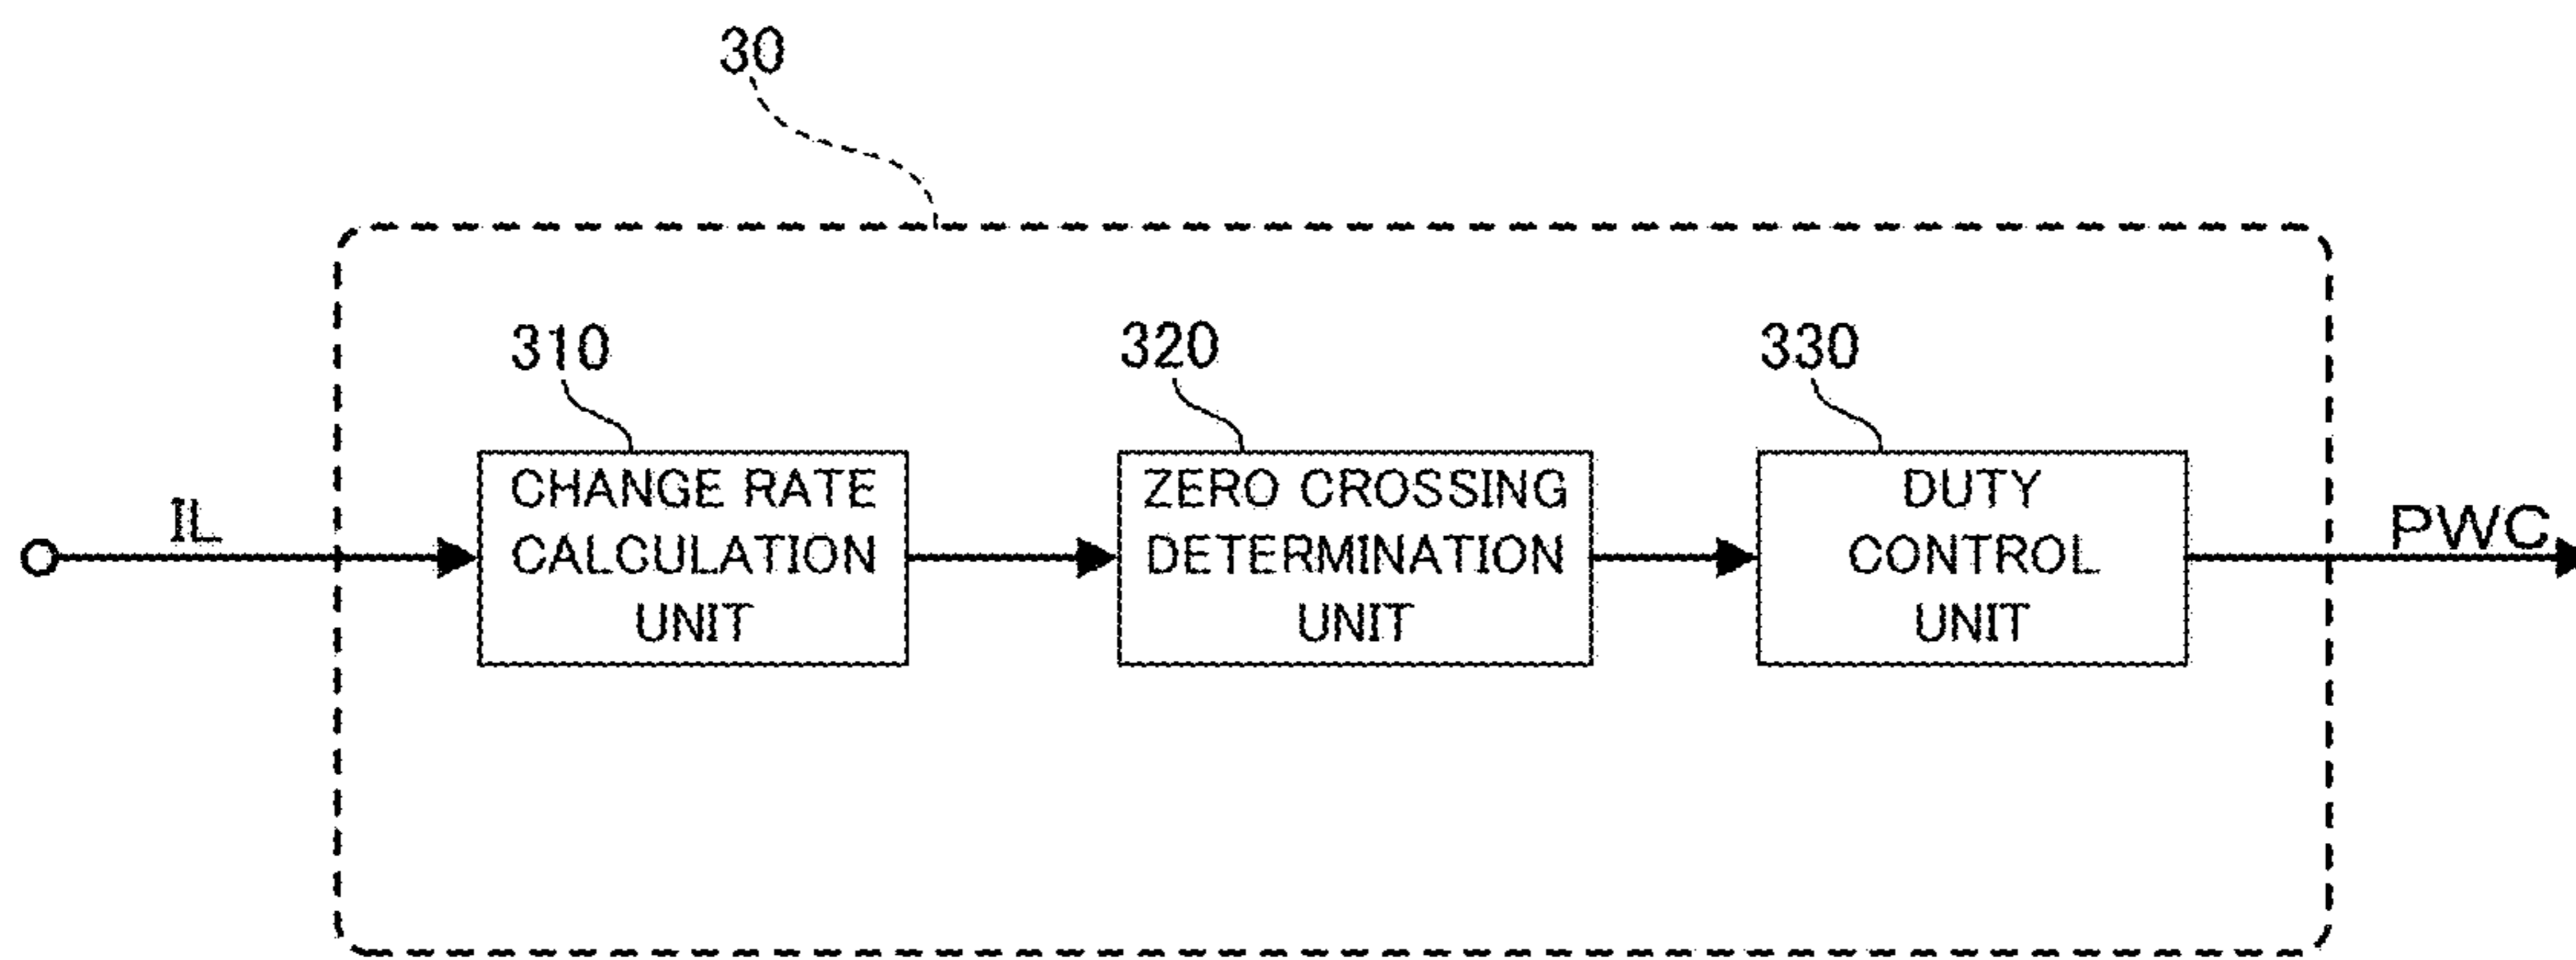 30
310
320
330
IL
CHANGE RATE
CALCULATION
UNIT
ZERO CROSSING
DETERMINATION
UNIT
DUTY
CONTROL
UNIT
PWC